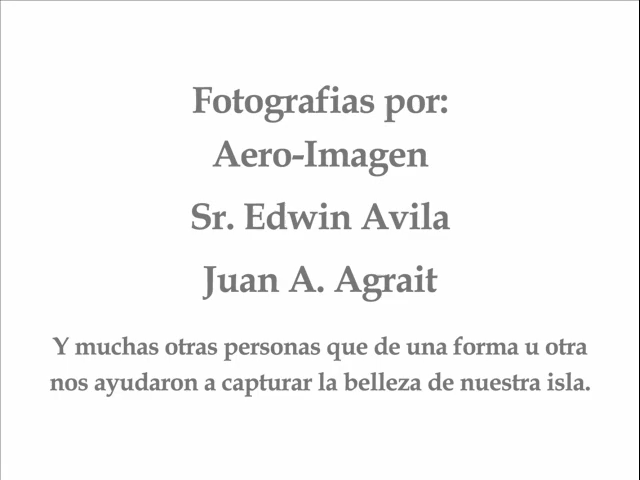 Fotografias por:
Aero-Imagen
Sr. Edwin Avila
Juan A. Agrait
Y muchas otras personas que de una forma u otra
nos ayudaron a capturar la belleza de nuestra isla.